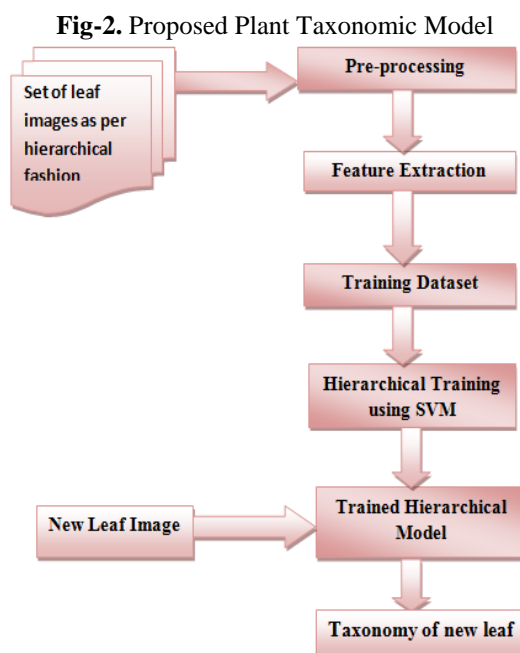 Fig-2. Proposed Plant Taxonomic Model
Set of leaf
images as per
hierarchical
fashion
Pre-processing
Feature Extraction
Training Dataset
Hierarchical Training
using SVM
New Leaf Image
Trained Hierarchical
Model
Taxonomy of new leaf